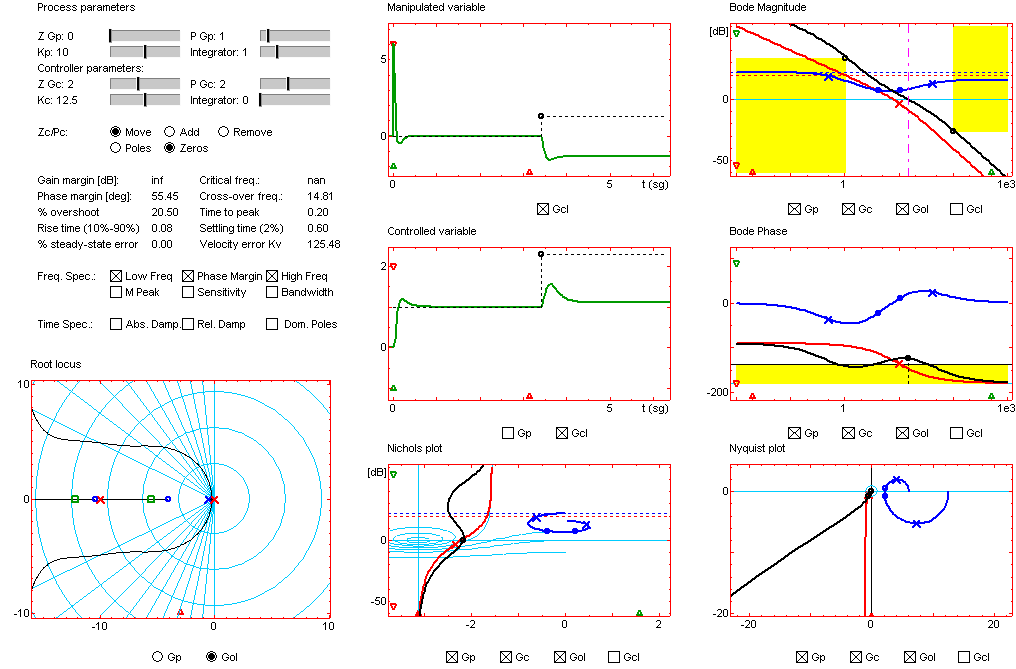 Process parameters
Z Gp: 0 P Gp: 1
Kp: 10 Integrator: 1
Controller parameters:
Z Gc: 2 P Gc: 2
Kc: 12.5 Integrator: 0
Zc/Pc: Move Add Remove
Poles Zeros
Gain margin [dB]: inf Critical freq.: nan
Phase margin [deg]: 55.45 Cross-over freq.: 14.81
% overshoot 20.50 Time to peak 0.20
Rise time (10%-90%) 0.08 Settling time (2%) 0.60
% steady-state error 0.00 Velocity error Kv 125.48
Freq. Spec.: Low Freq Phase Margin High Freq
M Peak Sensitivity Bandwidth
Time Spec.: Abs. Damp. Rel. Damp Dom. Poles
Root locus
10
0
-10
-10 0 10
Gp Gol
Manipulated variable
5
0
0 5 t (sg)
Gcl
Controlled variable
2
1
0
0 5 t (sg)
Gp Gcl
Nichols plot
[dB]
0
-50
-2 0 2
Gp Gc Gol Gcl
Bode Magnitude
[dB]
0
-50
1 1e3
Gp Gc Gol Gcl
Bode Phase
0
-200
1 1e3
Gp Gc Gol Gcl
Nyquist plot
0
-20
-20 0 20
Gp Gc Gol Gcl